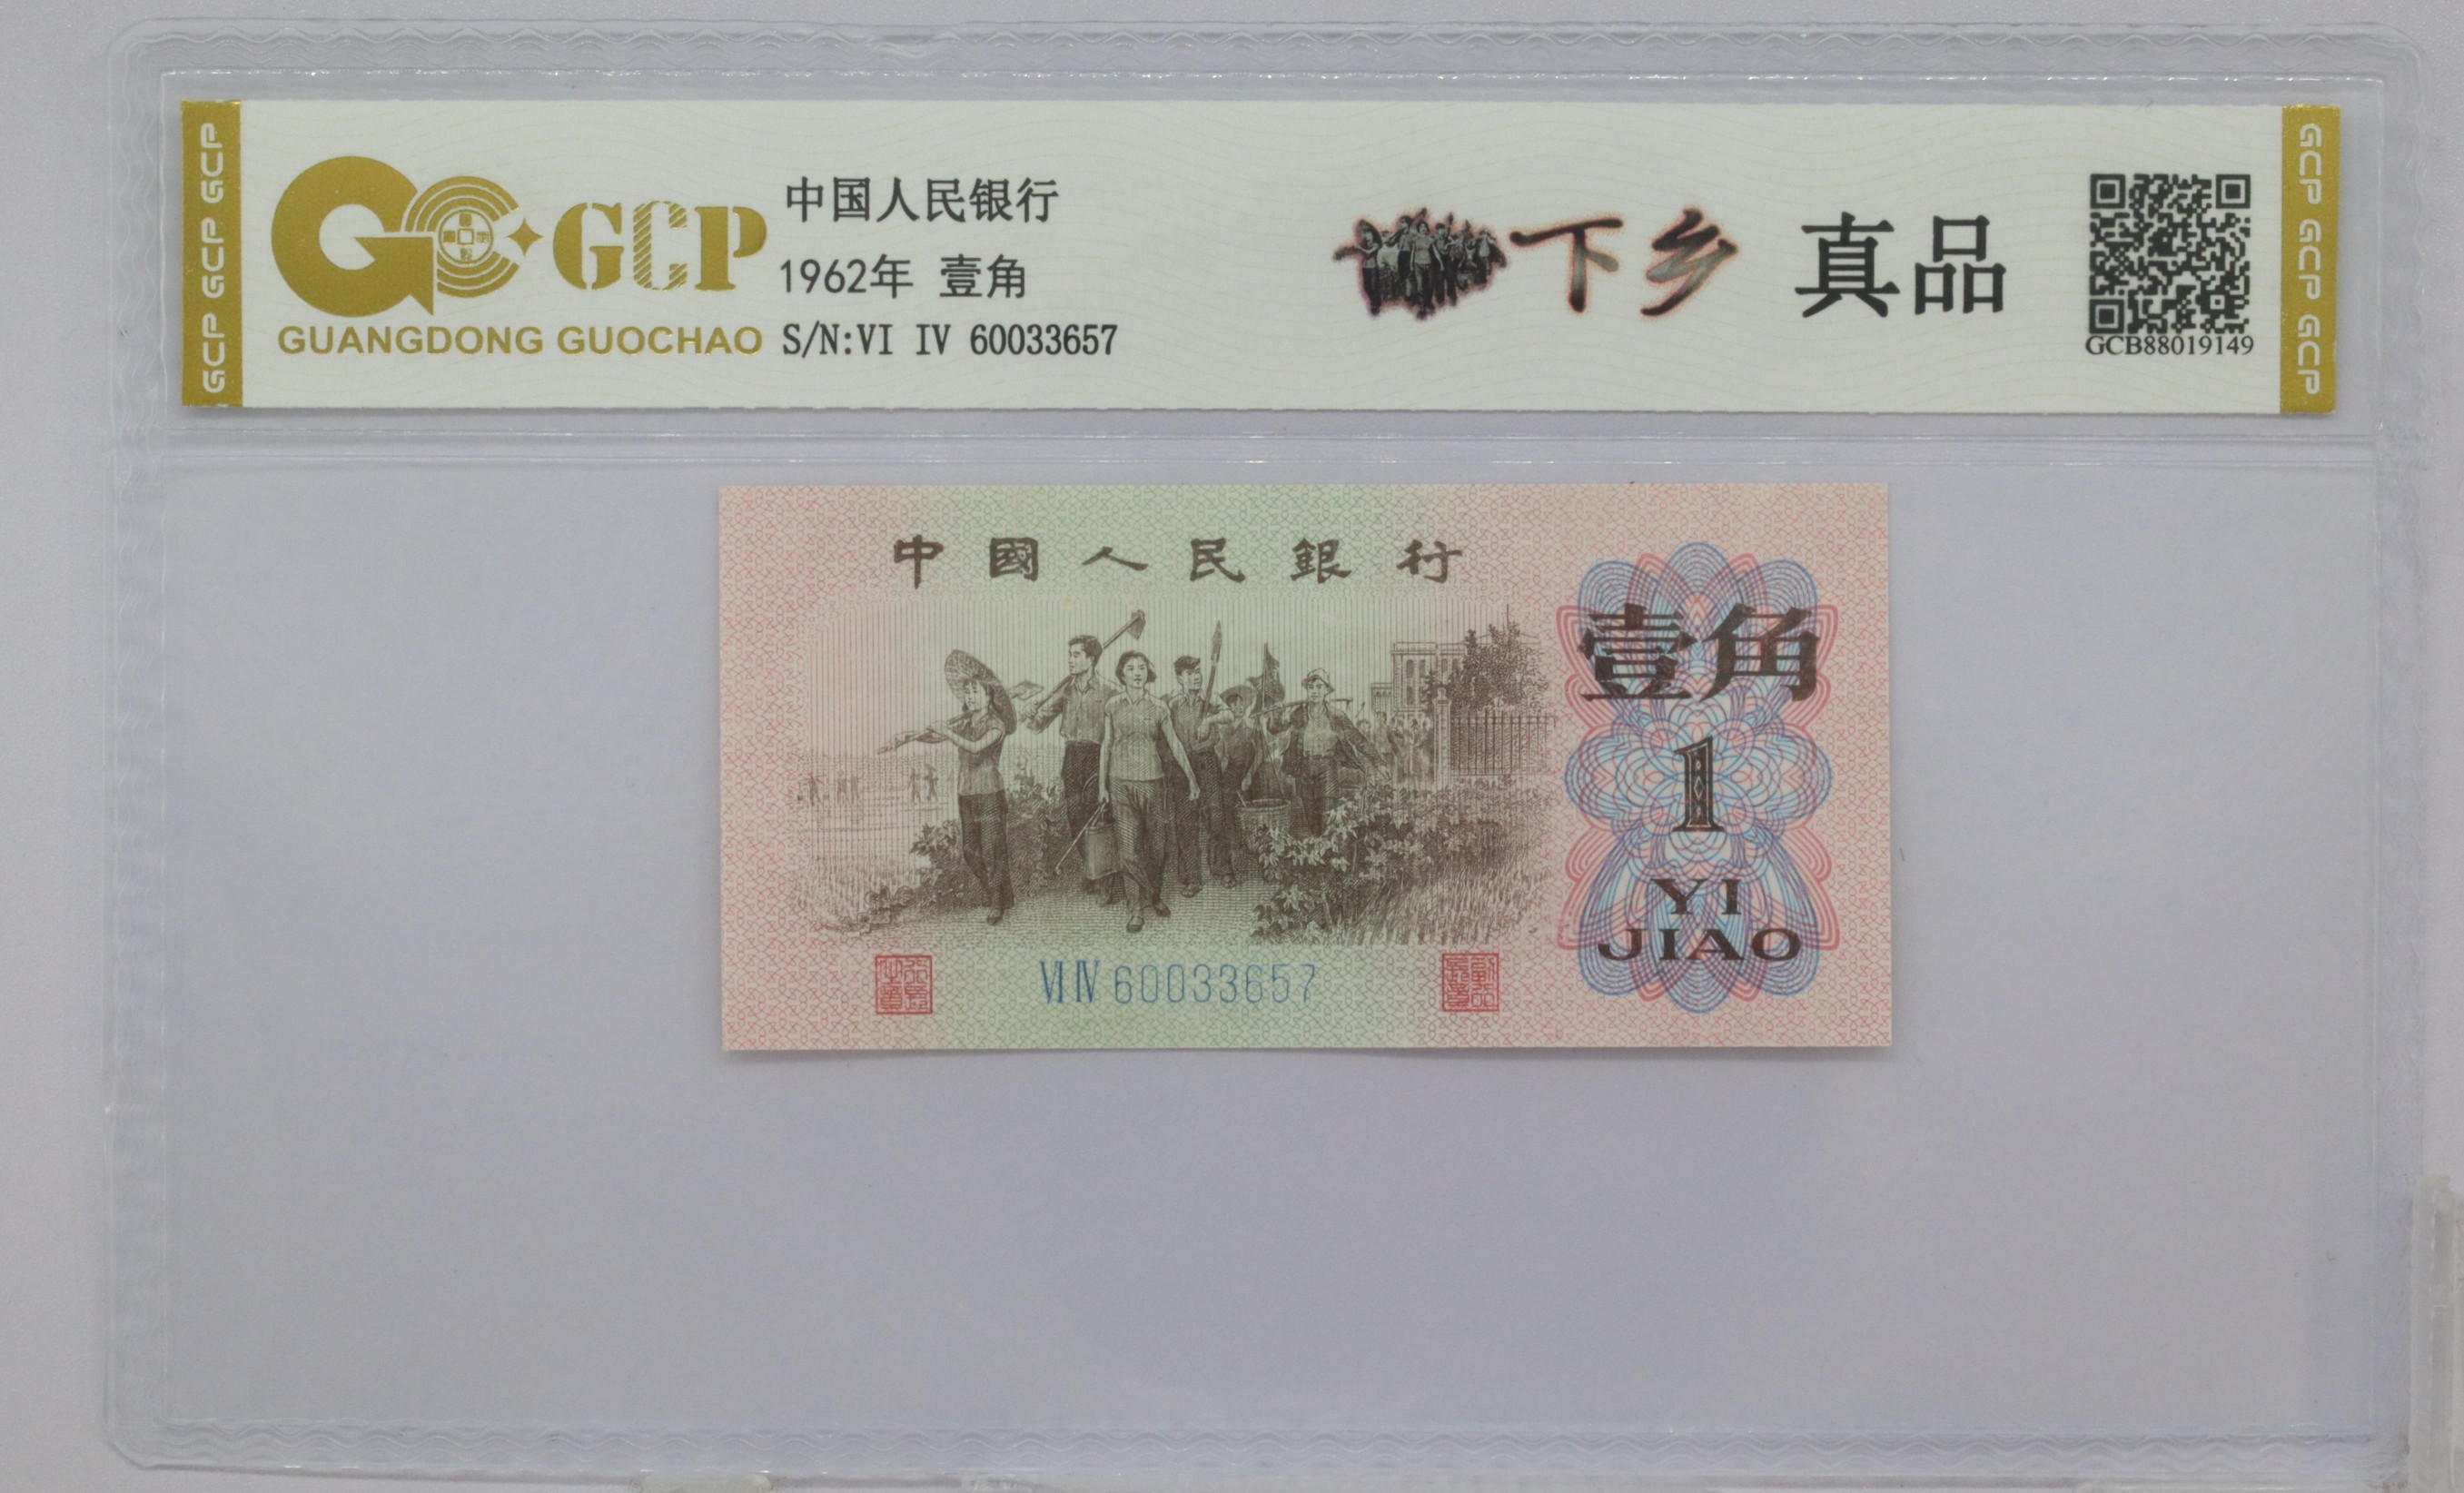 GCP GCP GCP
GCP
GUANGDONG GUOCHAO
中国人民银行
1962年 壹角
S/N:VI IV 60033657
下乡 真品
GCB88019149
GCP GCP GCP
中國人民銀行
壹角
1
YI
JIAO
VI IV 60033657